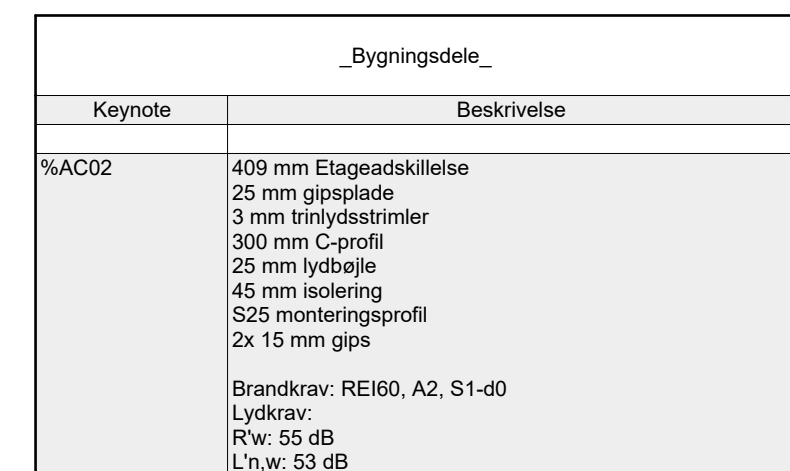 _Bygningsdele_
Keynote Beskrivelse
%AC02 409 mm Etageadskillelse
25 mm gipsplade
3 mm trinlydsstrimler
300 mm C-profil
25 mm lydbøjle
45 mm isolering
S25 monteringsprofil
2x 15 mm gips
Brandkrav: REI60, A2, S1-d0
Lydkrav:
R'w: 55 dB
L'n,w: 53 dB